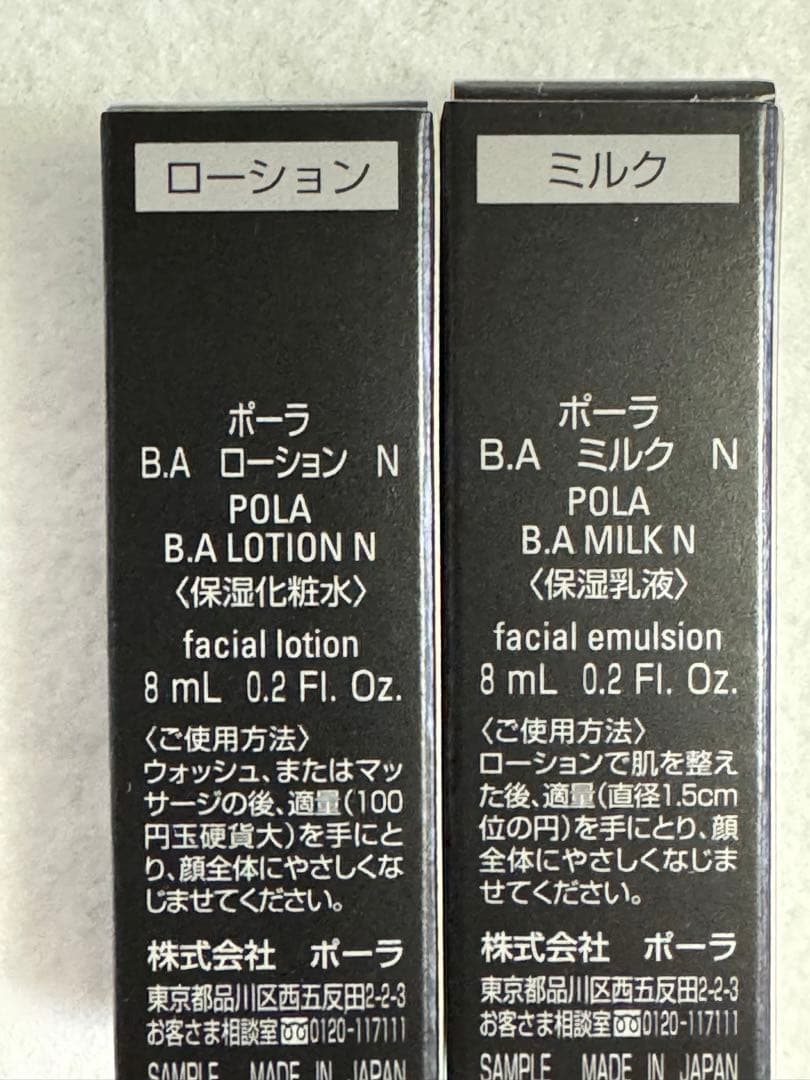 ローション
ポーラ
B.A ローション N
POLA
B.A LOTION N
〈保湿化粧水〉
facial lotion
8 mL 0.2 Fl. Oz.
〈ご使用方法〉
ウォッシュ、またはマッ
サージの後、適量(100
円玉硬貨大)を手にと
り、顔全体にやさしくな
じませてください。
株式会社 ポーラ
東京都品川区西五反田2-2-3
お客さま相談室 0120-117111
SAMPLE MADE IN JAPAN
ミルク
ポーラ
B.A ミルク N
POLA
B.A MILK N
〈保湿乳液〉
facial emulsion
8 mL 0.2 Fl. Oz.
〈ご使用方法〉
ローションで肌を整え
た後、適量(直径1.5cm
位の円)を手にとり、顔
全体にやさしくなじま
せてください。
株式会社 ポーラ
東京都品川区西五反田2-2-3
お客さま相談室 0120-117111
SAMPLE MADE IN JAPAN